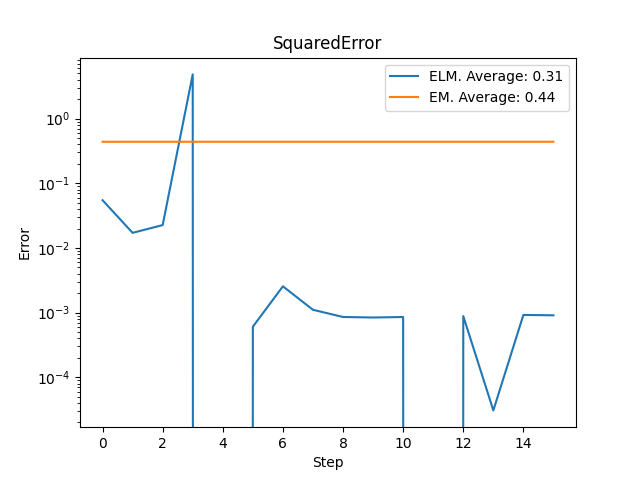 SquaredError
ELM. Average: 0.31
EM. Average: 0.44
Error
10⁰
10⁻¹
10⁻²
10⁻³
10⁻⁴
0 2 4 6 8 10 12 14
Step